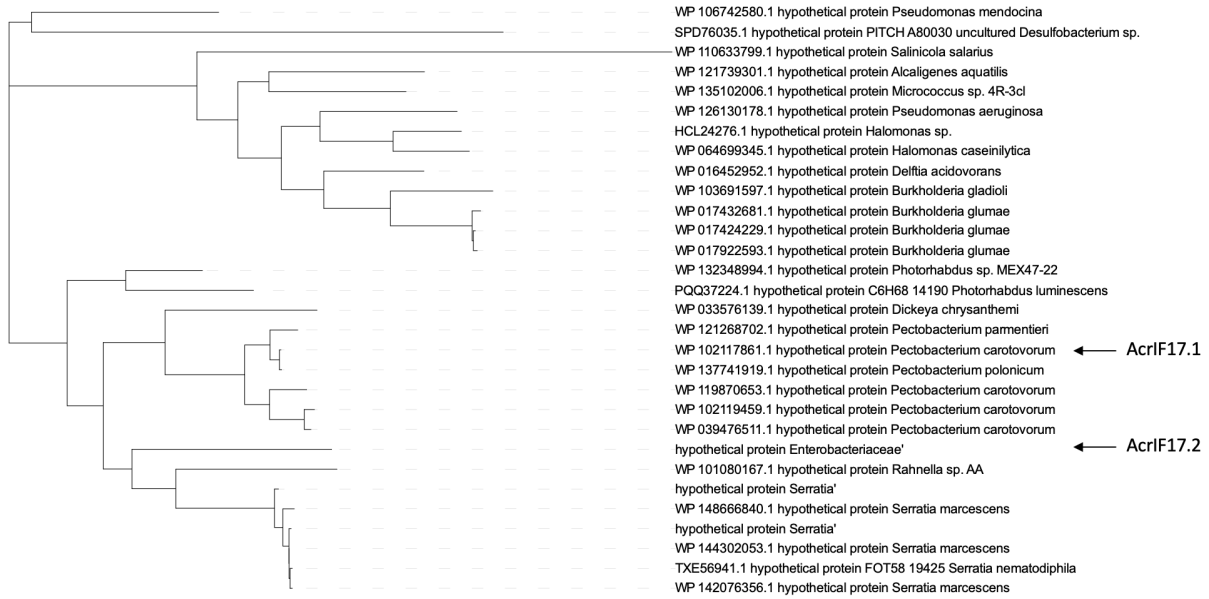 WP 106742580.1 hypothetical protein Pseudomonas mendocina
SPD76035.1 hypothetical protein PITCH A80030 uncultured Desulfobacterium sp.
WP 110633799.1 hypothetical protein Salinicola salarius
WP 121739301.1 hypothetical protein Alcaligenes aquatilis
WP 135102006.1 hypothetical protein Micrococcus sp. 4R-3cl
WP 126130178.1 hypothetical protein Pseudomonas aeruginosa
HCL24276.1 hypothetical protein Halomonas sp.
WP 064699345.1 hypothetical protein Halomonas caseinilytica
WP 016452952.1 hypothetical protein Delftia acidovorans
WP 103691597.1 hypothetical protein Burkholderia gladioli
WP 017432681.1 hypothetical protein Burkholderia glumae
WP 017424229.1 hypothetical protein Burkholderia glumae
WP 017922593.1 hypothetical protein Burkholderia glumae
WP 132348994.1 hypothetical protein Photorhabdus sp. MEX47-22
PQQ37224.1 hypothetical protein C6H68 14190 Photorhabdus luminescens
WP 033576139.1 hypothetical protein Dickeya chrysanthemi
WP 121268702.1 hypothetical protein Pectobacterium parmentieri
WP 102117861.1 hypothetical protein Pectobacterium carotovorum AcrIF17.1
WP 137741919.1 hypothetical protein Pectobacterium polonicum
WP 119870653.1 hypothetical protein Pectobacterium carotovorum
WP 102119459.1 hypothetical protein Pectobacterium carotovorum
WP 039476511.1 hypothetical protein Pectobacterium carotovorum
hypothetical protein Enterobacteriaceae' AcrIF17.2
WP 101080167.1 hypothetical protein Rahnella sp. AA
hypothetical protein Serratia'
WP 148666840.1 hypothetical protein Serratia marcescens
hypothetical protein Serratia'
WP 144302053.1 hypothetical protein Serratia marcescens
TXE56941.1 hypothetical protein FOT58 19425 Serratia nematodiphila
WP 142076356.1 hypothetical protein Serratia marcescens